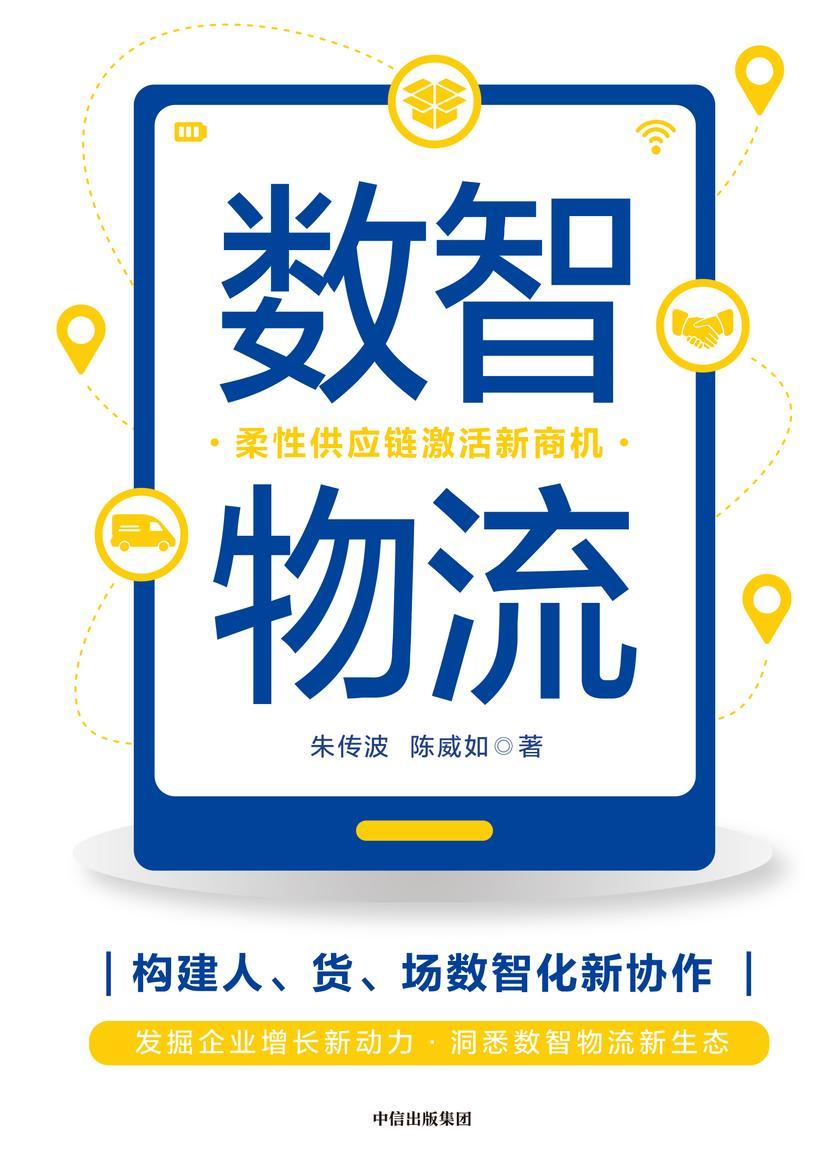 数智
·柔性供应链激活新商机·
物流
朱传波 陈威如◎著
| 构建人、货、场数智化新协作 |
发掘企业增长新动力·洞悉数智物流新生态
中信出版集团